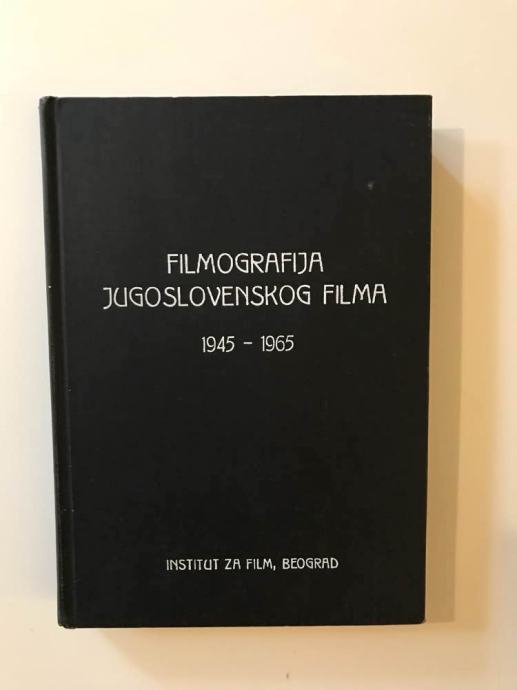 FILMOGRAFIJA
JUGOSLOVENSKOG FILMA
1945 – 1965
INSTITUT ZA FILM, BEOGRAD